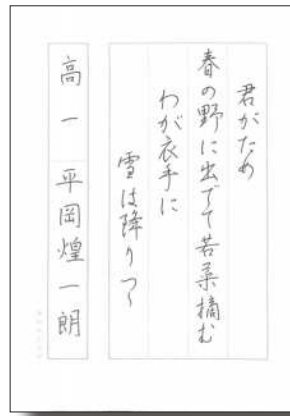 君がため
春の野に出でて若菜摘む
わが衣手に
雪は降りつつ
高一 平岡煌一朗